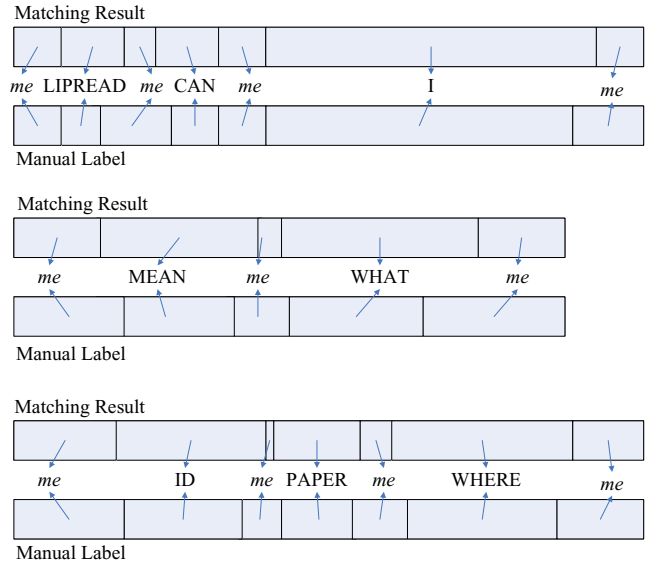 Matching Result
me LIPREAD me CAN me I me
Manual Label
Matching Result
me MEAN me WHAT me
Manual Label
Matching Result
me ID me PAPER me WHERE me
Manual Label